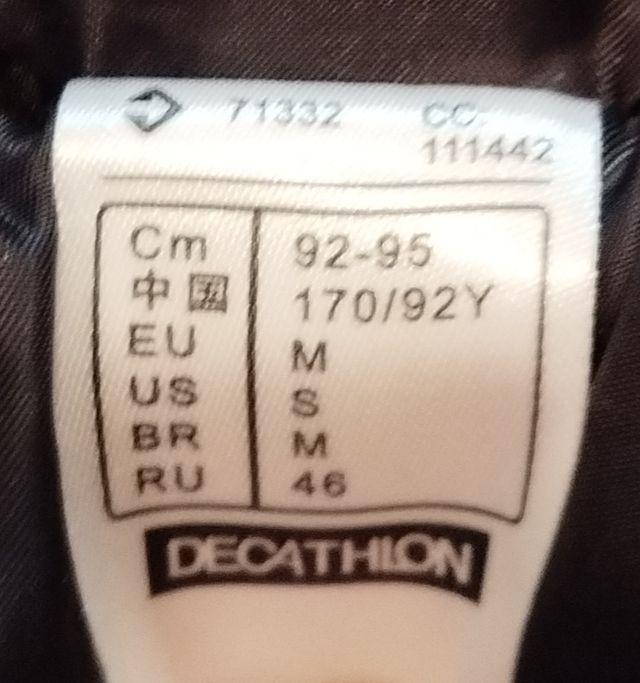 71332 CC:
111442
Cm 92-95
中国 170/92Y
EU M
US S
BR M
RU 46
DECATHLON